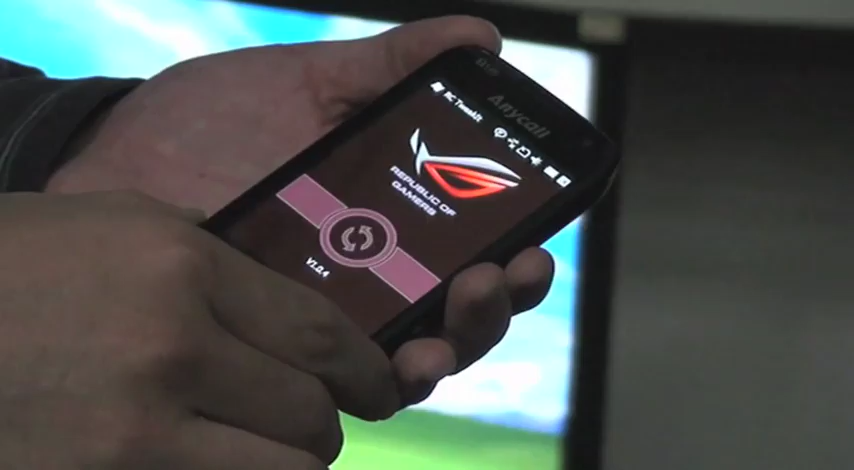 Anycall
RC TweakIt
REPUBLIC OF
GAMERS
V1.0.4